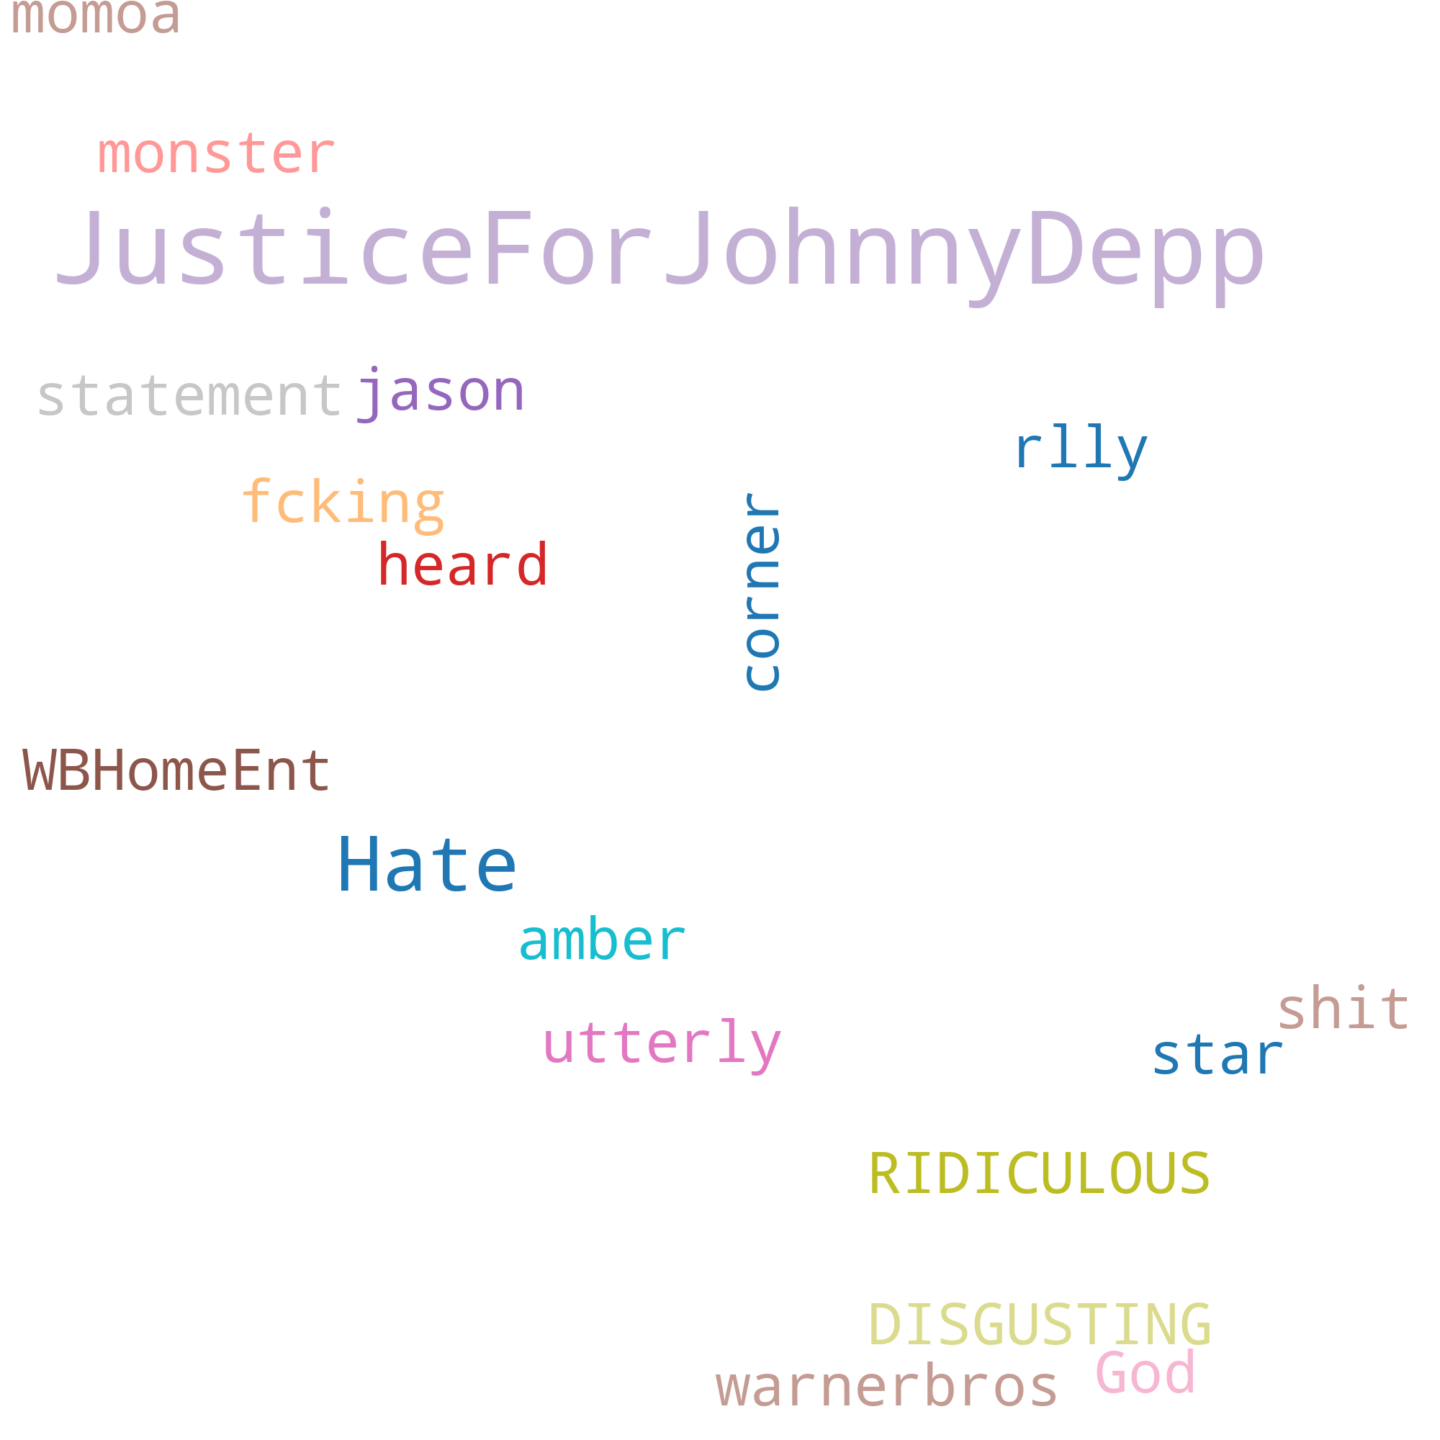 momoa
monster
JusticeForJohnnyDepp
statement
jason
rlly
fcking
corner
heard
WBHomeEnt
Hate
amber
shit
utterly
star
RIDICULOUS
DISGUSTING
God
warnerbros